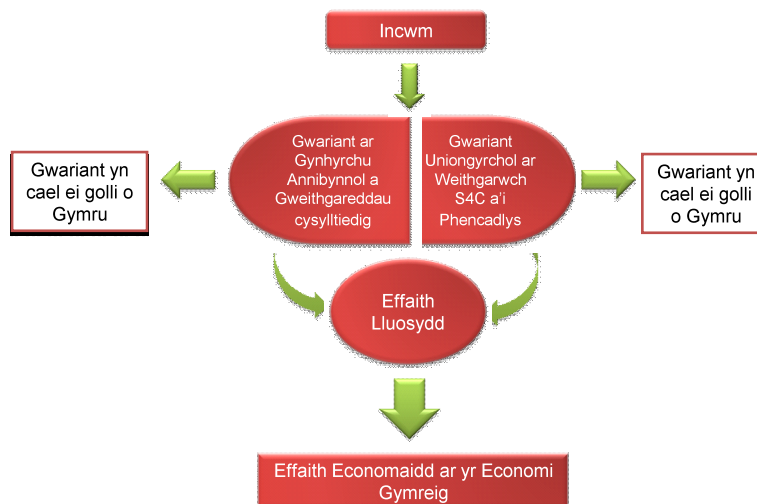 Incwm
Gwariant ar
Gynhyrchu
Annibynnol a
Gweithgareddau
cysylltiedig
Gwariant
Uniongyrchol ar
Weithgarwch
S4C a'i
Phencadlys
Gwariant yn
cael ei golli o
Gymru
Gwariant yn
cael ei golli
o Gymru
Effaith
Lluosydd
Effaith Economaidd ar yr Economi
Gymreig